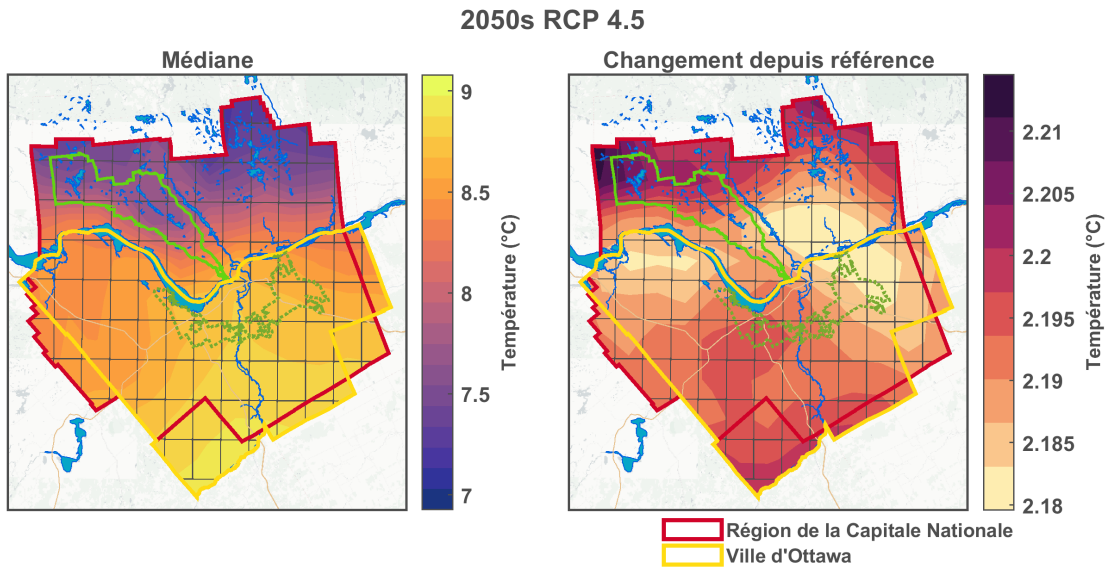 2050s RCP 4.5
Médiane
Changement depuis référence
9
8.5
8
7.5
7
Température (°C)
2.21
2.205
2.2
2.195
2.19
2.185
2.18
Température (°C)
Région de la Capitale Nationale
Ville d'Ottawa